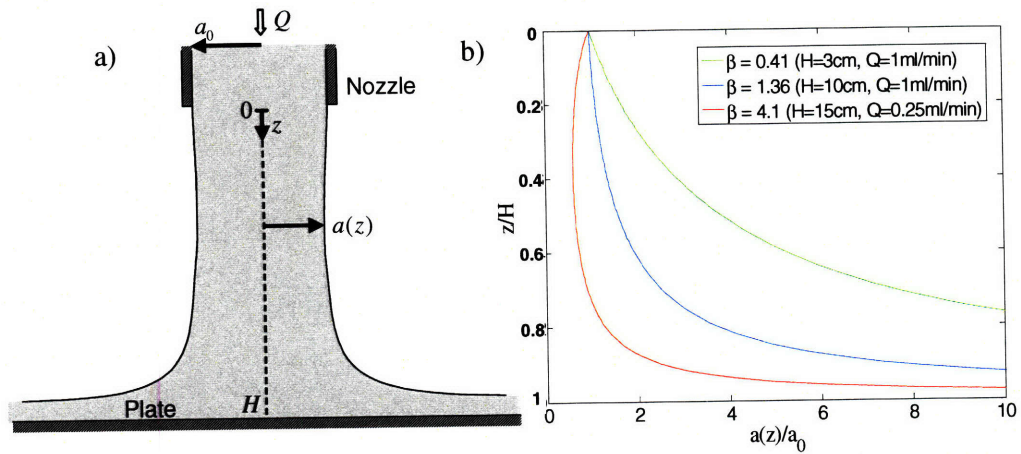 a)
a₀
Q
Nozzle
0
z
a(z)
Plate
H
b)
β = 0.41 (H=3cm, Q=1ml/min)
β = 1.36 (H=10cm, Q=1ml/min)
β = 4.1 (H=15cm, Q=0.25ml/min)
z/H
0
0.2
0.4
0.6
0.8
1
0
2
4
6
8
10
a(z)/a₀